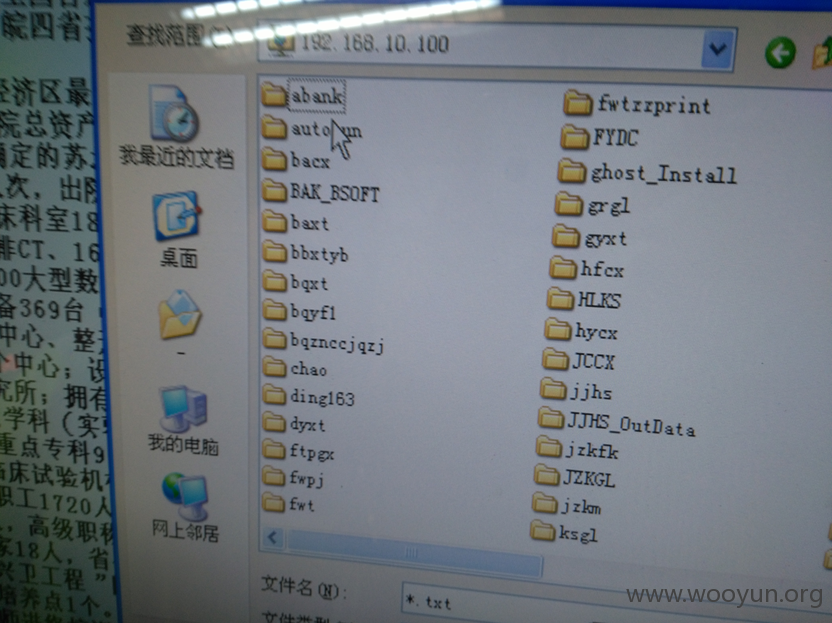 皖四省
查找范围(I):
192.168.10.100
经济区最
院总资产
确定的苏
次,出院
床科室18
排CT、16
00大型数
备369台
中心、整
个中心;设
究所;拥有
学科(实
重点专科9
临床试验机
职工1720人
,高级职称
家18人,省
兴卫工程”
培养点1个。
我最近的文档
桌面
我的电脑
网上邻居
abank
autorun
bacx
BAK_BSOFT
baxt
bbxtyb
bqxt
bqyf1
bqznccjqzj
chao
ding163
dyxt
ftpgx
fwpj
fwt
fwtzzprint
FYDC
ghost_Install
grgl
gyxt
hfcx
HLKS
hycx
JCCX
jjhs
JJHS_OutData
jzkfk
JZKGL
jzkm
ksgl
文件名(N):
*.txt
文件类型
www.wooyun.org